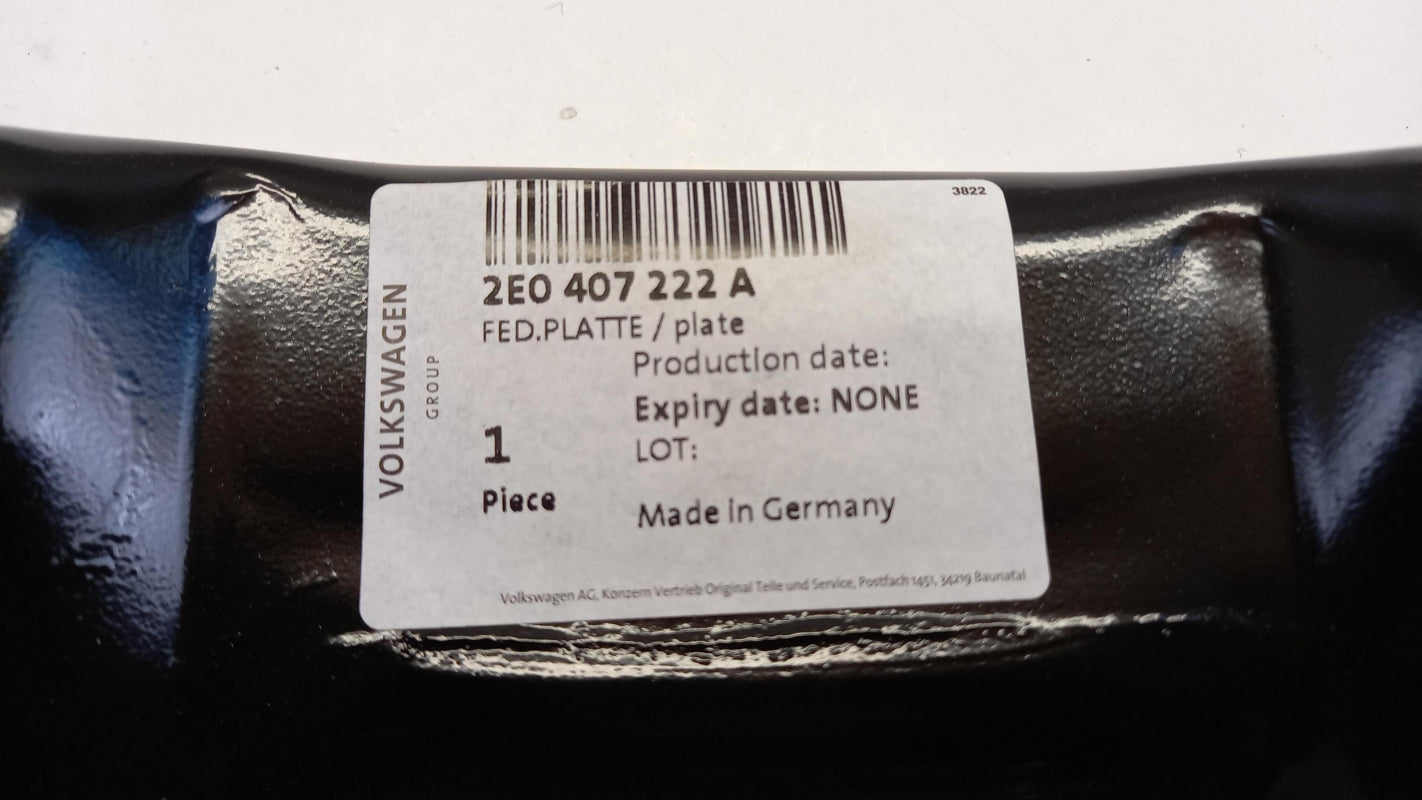 3822
VOLKSWAGEN
GROUP
2E0 407 222 A
FED.PLATTE / plate
Production date:
Expiry date: NONE
1
LOT:
Piece
Made in Germany
Volkswagen AG, Konzern Vertrieb Original Teile und Service, Postfach 1451, 34219 Baunatal